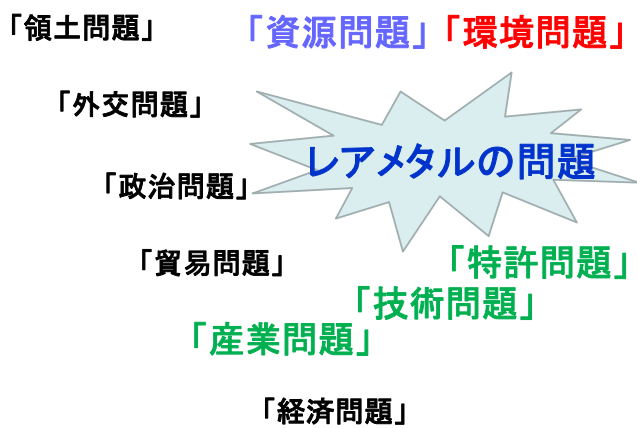 「領土問題」
「資源問題」
「環境問題」
「外交問題」
レアメタルの問題
「政治問題」
「貿易問題」
「特許問題」
「技術問題」
「産業問題」
「経済問題」